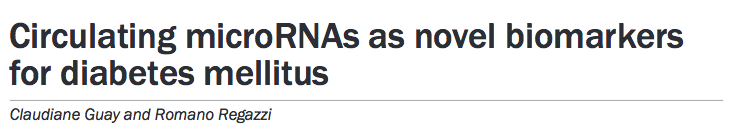 Circulating microRNAs as novel biomarkers
for diabetes mellitus
Claudiane Guay and Romano Regazzi